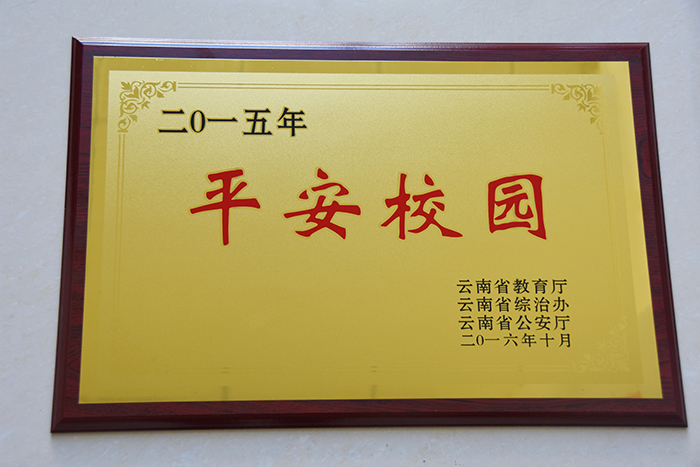 二0一五年
平安校园
云南省教育厅
云南省综治办
云南省公安厅
二0一六年十月